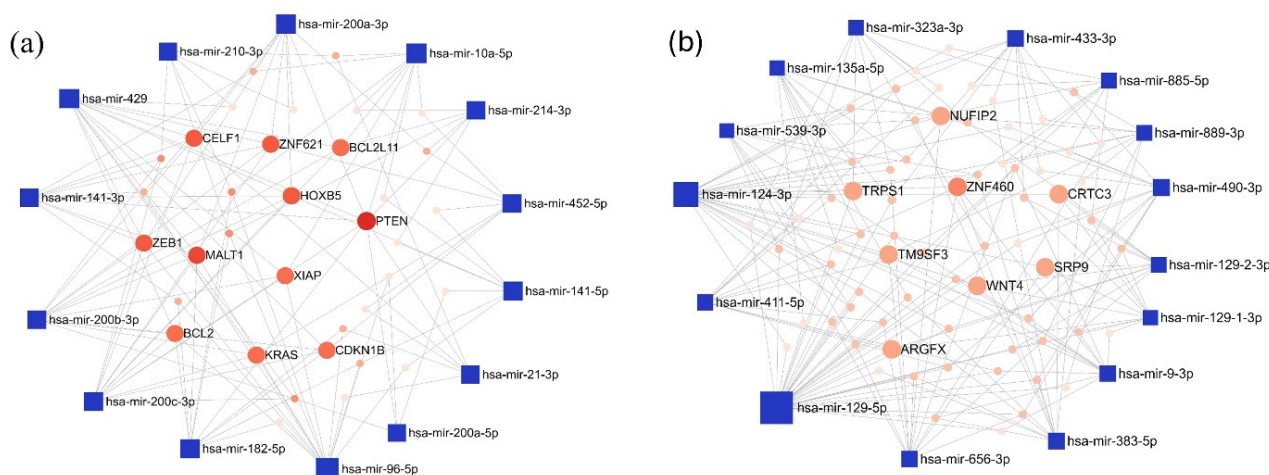 (a)
hsa-mir-200a-3p
hsa-mir-210-3p
hsa-mir-10a-5p
hsa-mir-429
hsa-mir-214-3p
CELF1
ZNF621
BCL2L11
hsa-mir-141-3p
HOXB5
hsa-mir-452-5p
PTEN
ZEB1
MALT1
XIAP
hsa-mir-141-5p
hsa-mir-200b-3p
BCL2
KRAS
CDKN1B
hsa-mir-21-3p
hsa-mir-200c-3p
hsa-mir-200a-5p
hsa-mir-182-5p
hsa-mir-96-5p
(b)
hsa-mir-323a-3p
hsa-mir-433-3p
hsa-mir-135a-5p
hsa-mir-885-5p
NUFIP2
hsa-mir-539-3p
hsa-mir-889-3p
hsa-mir-124-3p
TRPS1
ZNF460
CRTC3
hsa-mir-490-3p
TM9SF3
SRP9
hsa-mir-129-2-3p
WNT4
hsa-mir-411-5p
hsa-mir-129-1-3p
ARGFX
hsa-mir-9-3p
hsa-mir-129-5p
hsa-mir-383-5p
hsa-mir-656-3p